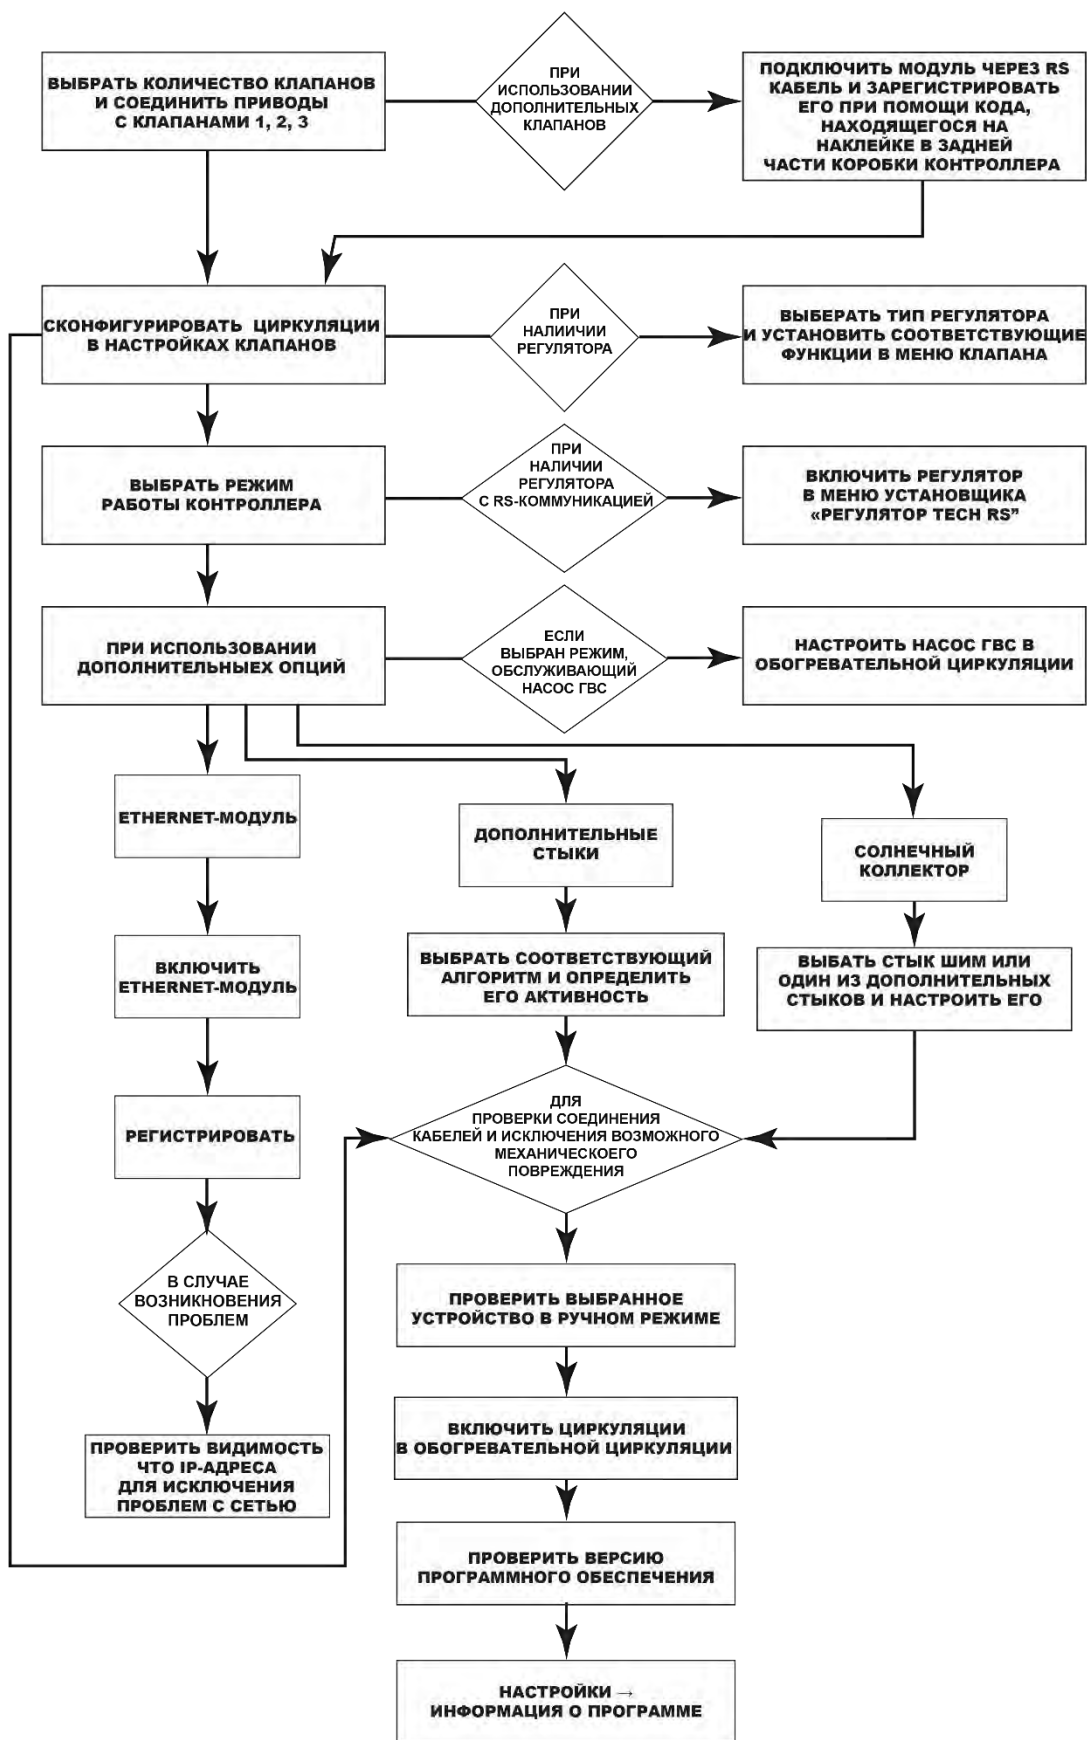 ВЫБРАТЬ КОЛИЧЕСТВО КЛАПАНОВ
И СОЕДИНИТЬ ПРИВОДЫ
С КЛАПАНАМИ 1, 2, 3
ПРИ
ИСПОЛЬЗОВАНИИ
ДОПОЛНИТЕЛЬНЫХ
КЛАПАНОВ
ПОДКЛЮЧИТЬ МОДУЛЬ ЧЕРЕЗ RS
КАБЕЛЬ И ЗАРЕГИСТРИРОВАТЬ
ЕГО ПРИ ПОМОЩИ КОДА,
НАХОДЯЩЕГОСЯ НА
НАКЛЕЙКЕ В ЗАДНЕЙ
ЧАСТИ КОРОБКИ КОНТРОЛЛЕРА
СКОНФИГУРИРОВАТЬ ЦИРКУЛЯЦИИ
В НАСТРОЙКАХ КЛАПАНОВ
ПРИ
НАЛИИЧИИ
РЕГУЛЯТОРА
ВЫБЕРАТЬ ТИП РЕГУЛЯТОРА
И УСТАНОВИТЬ СООТВЕТСТВУЮЩИЕ
ФУНКЦИИ В МЕНЮ КЛАПАНА
ВЫБРАТЬ РЕЖИМ
РАБОТЫ КОНТРОЛЛЕРА
ПРИ
НАЛИЧИИ
РЕГУЛЯТОРА
С RS-КОММУНИКАЦИЕЙ
ВКЛЮЧИТЬ РЕГУЛЯТОР
В МЕНЮ УСТАНОВЩИКА
«РЕГУЛЯТОР TECH RS”
ПРИ ИСПОЛЬЗОВАНИИ
ДОПОЛНИТЕЛЬНЫЕХ ОПЦИЙ
ЕСЛИ
ВЫБРАН РЕЖИМ,
ОБСЛУЖИВАЮЩИЙ
НАСОС ГВС
НАСТРОИТЬ НАСОС ГВС В
ОБОГРЕВАТЕЛЬНОЙ ЦИРКУЛЯЦИИ
ETHERNET-МОДУЛЬ
ДОПОЛНИТЕЛЬНЫЕ
СТЫКИ
СОЛНЕЧНЫЙ
КОЛЛЕКТОР
ВКЛЮЧИТЬ
ETHERNET-МОДУЛЬ
ВЫБРАТЬ СООТВЕТСТВУЮЩИЙ
АЛГОРИТМ И ОПРЕДЕЛИТЬ
ЕГО АКТИВНОСТЬ
ВЫБАТЬ СТЫК ШИМ ИЛИ
ОДИН ИЗ ДОПОЛНИТЕЛЬНЫХ
СТЫКОВ И НАСТРОИТЬ ЕГО
РЕГИСТРИРОВАТЬ
ДЛЯ
ПРОВЕРКИ СОЕДИНЕНИЯ
КАБЕЛЕЙ И ИСКЛЮЧЕНИЯ ВОЗМОЖНОГО
МЕХАНИЧЕСКОЕГО
ПОВРЕЖДЕНИЯ
В СЛУЧАЕ
ВОЗНИКНОВЕНИЯ
ПРОБЛЕМ
ПРОВЕРИТЬ ВЫБРАННОЕ
УСТРОЙСТВО В РУЧНОМ РЕЖИМЕ
ПРОВЕРИТЬ ВИДИМОСТЬ
ЧТО IP-АДРЕСА
ДЛЯ ИСКЛЮЧЕНИЯ
ПРОБЛЕМ С СЕТЬЮ
ВКЛЮЧИТЬ ЦИРКУЛЯЦИИ
В ОБОГРЕВАТЕЛЬНОЙ ЦИРКУЛЯЦИИ
ПРОВЕРИТЬ ВЕРСИЮ
ПРОГРАММНОГО ОБЕСПЕЧЕНИЯ
НАСТРОЙКИ →
ИНФОРМАЦИЯ О ПРОГРАММЕ